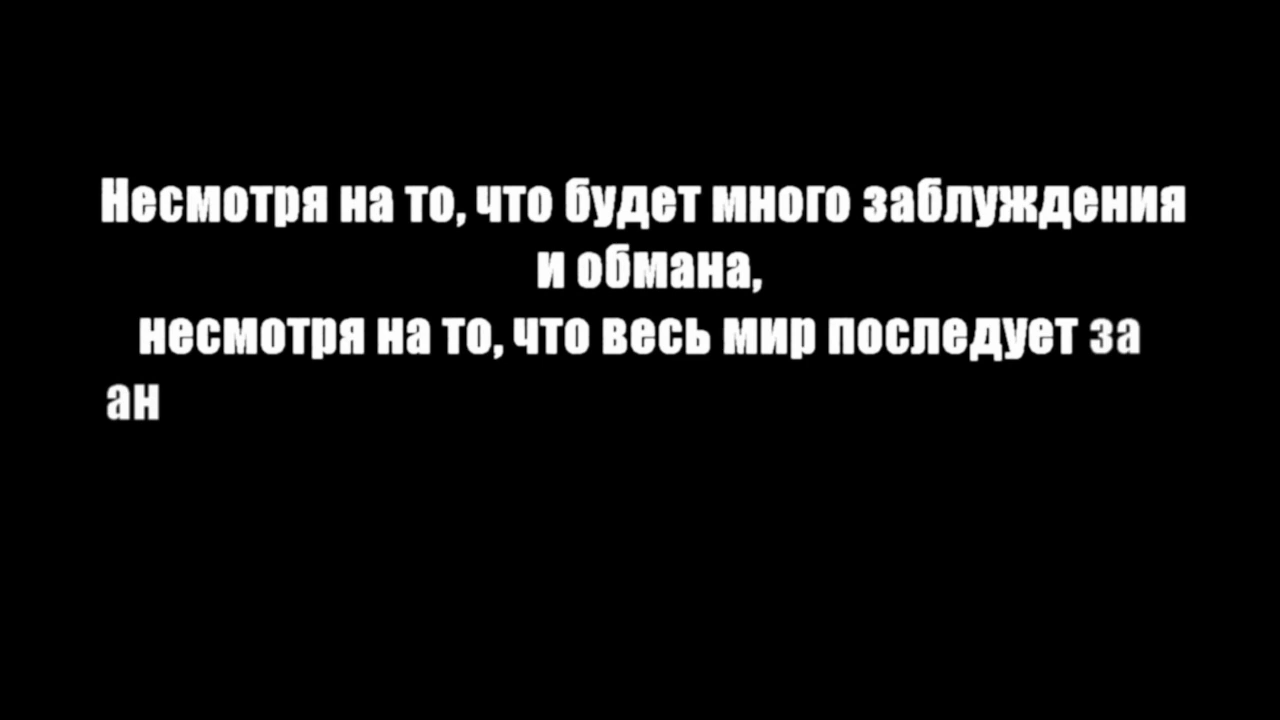 Несмотря на то, что будет много заблуждения
и обмана,
несмотря на то, что весь мир последует за
ан